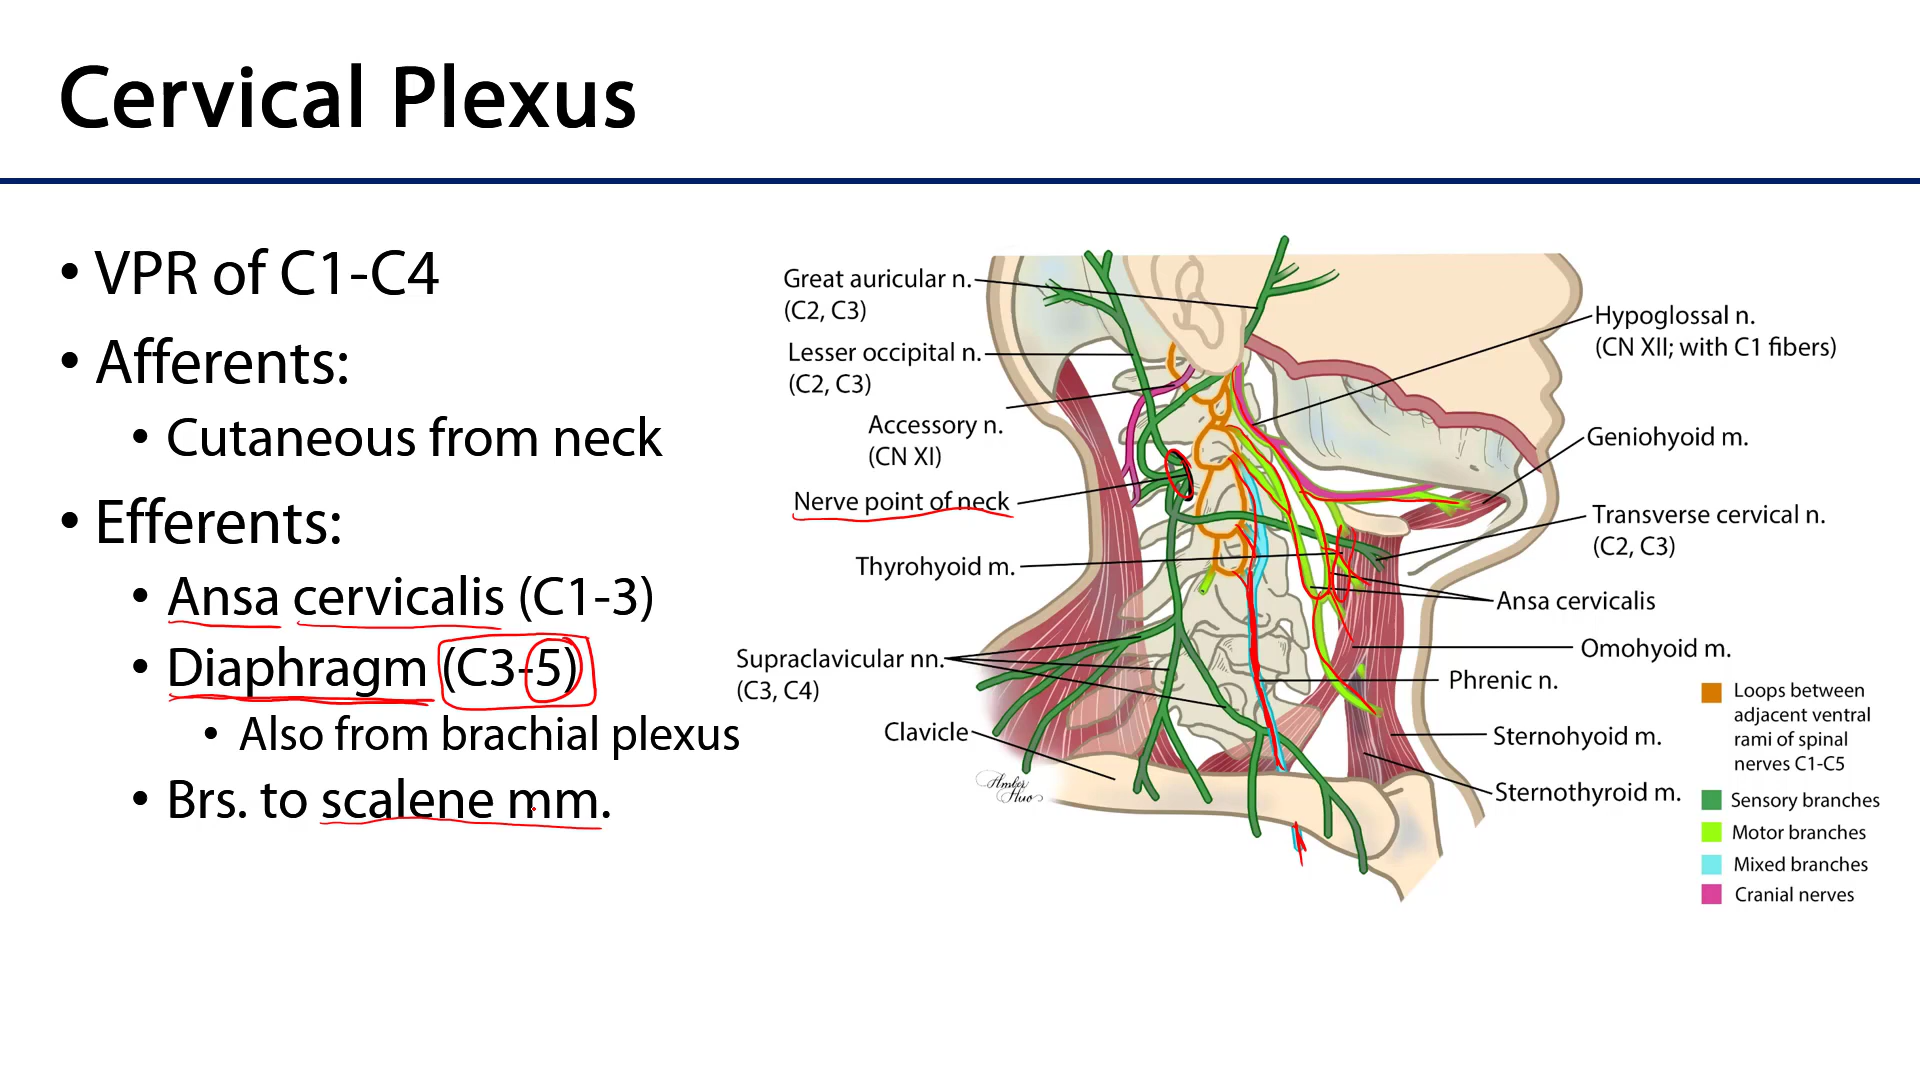 Cervical Plexus
• VPR of C1-C4
• Afferents:
• Cutaneous from neck
• Efferents:
• Ansa cervicalis (C1-3)
• Diaphragm (C3-5)
• Also from brachial plexus
• Brs. to scalene mm.
Great auricular n.
(C2, C3)
Lesser occipital n.
(C2, C3)
Accessory n.
(CN XI)
Nerve point of neck
Thyrohyoid m.
Supraclavicular nn.
(C3, C4)
Clavicle
Amber
Huo
Hypoglossal n.
(CN XII; with C1 fibers)
Geniohyoid m.
Transverse cervical n.
(C2, C3)
Ansa cervicalis
Omohyoid m.
Phrenic n.
Sternohyoid m.
Sternothyroid m.
Loops between
adjacent ventral
rami of spinal
nerves C1-C5
Sensory branches
Motor branches
Mixed branches
Cranial nerves